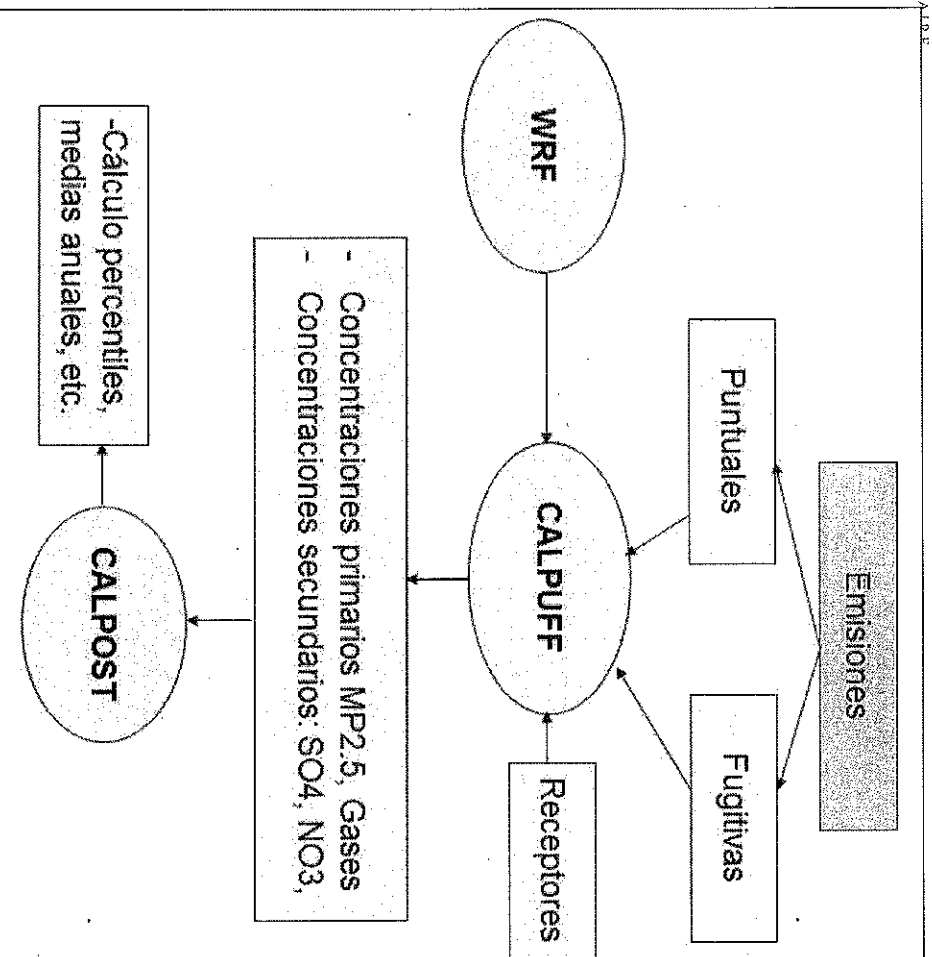 Emisiones
Puntuales
Fugitivas
WRF
CALPUFF
Receptores
- Concentraciones primarios MP2.5, Gases
- Concentraciones secundarios: SO4, NO3,
CALPOST
-Cálculo percentiles,
medias anuales, etc.